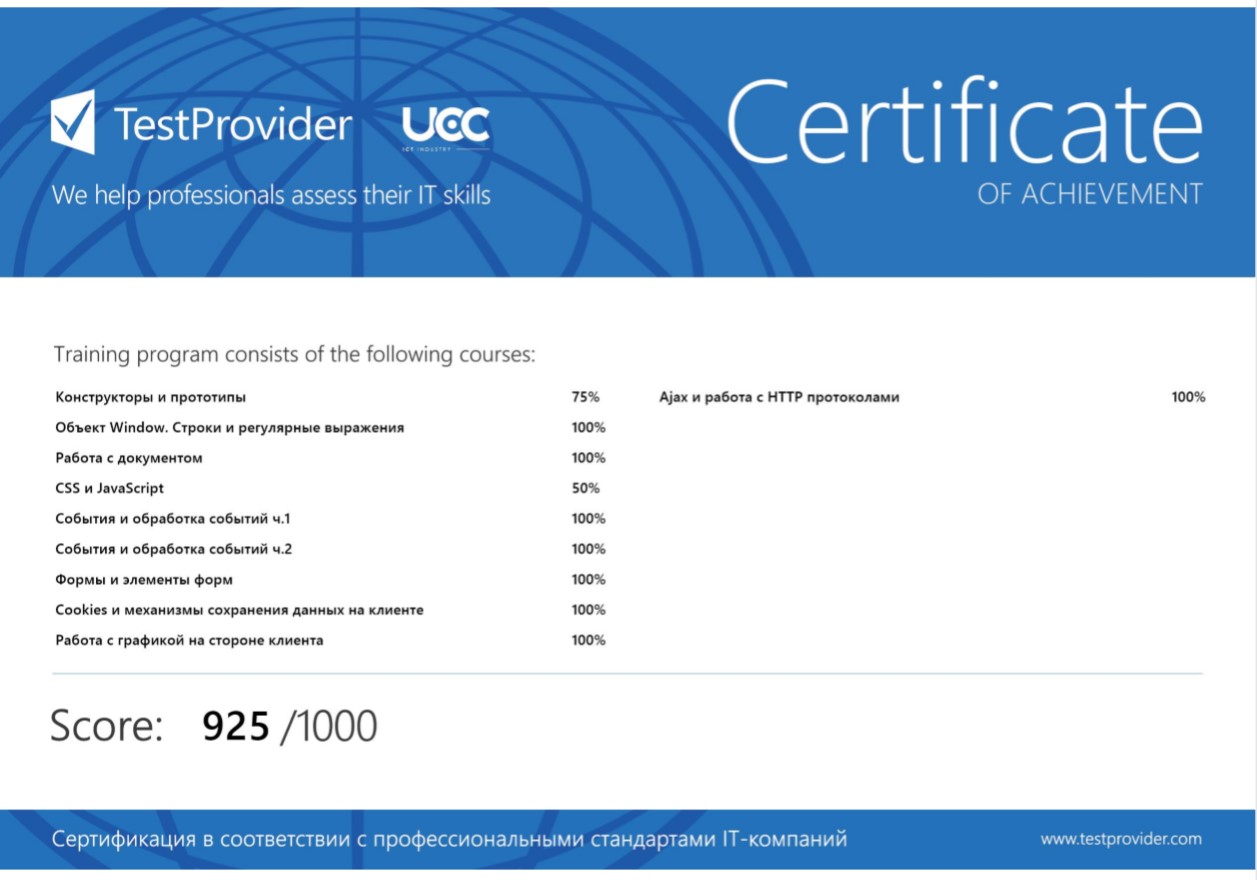 TestProvider
UCC
ICT INDUSTRY
We help professionals assess their IT skills
Certificate
OF ACHIEVEMENT
Training program consists of the following courses:
Конструкторы и прототипы 75%
Объект Window. Строки и регулярные выражения 100%
Работа с документом 100%
CSS и JavaScript 50%
События и обработка событий ч.1 100%
События и обработка событий ч.2 100%
Формы и элементы форм 100%
Cookies и механизмы сохранения данных на клиенте 100%
Работа с графикой на стороне клиента 100%
Ajax и работа с HTTP протоколами 100%
Score: 925 /1000
Сертификация в соответствии с профессиональными стандартами IT-компаний
www.testprovider.com